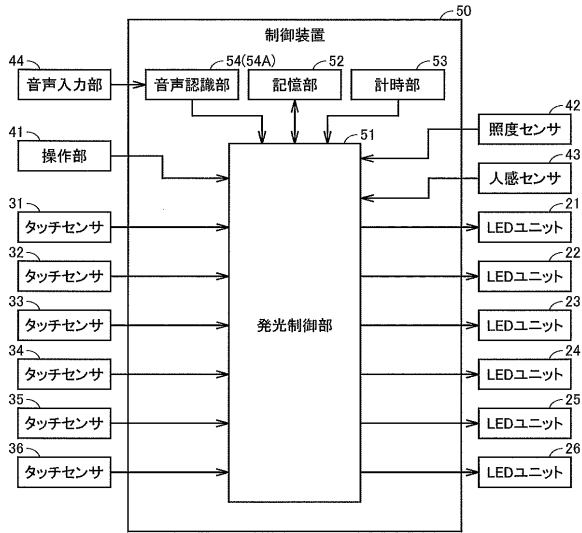 50
制御装置
44
音声入力部
54(54A)
音声認識部
52
記憶部
53
計時部
42
照度センサ
41
操作部
51
発光制御部
43
人感センサ
31
タッチセンサ
21
LEDユニット
32
タッチセンサ
22
LEDユニット
33
タッチセンサ
23
LEDユニット
34
タッチセンサ
24
LEDユニット
35
タッチセンサ
25
LEDユニット
36
タッチセンサ
26
LEDユニット